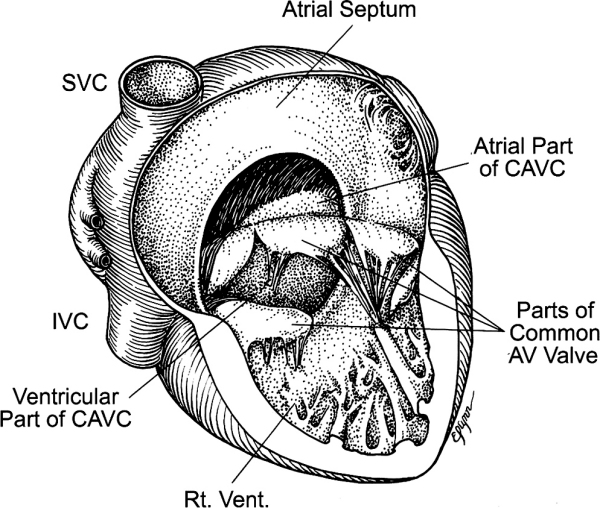 Atrial Septum
SVC
Atrial Part
of CAVC
IVC
Parts of
Common
AV Valve
Ventricular
Part of CAVC
Rt. Vent.